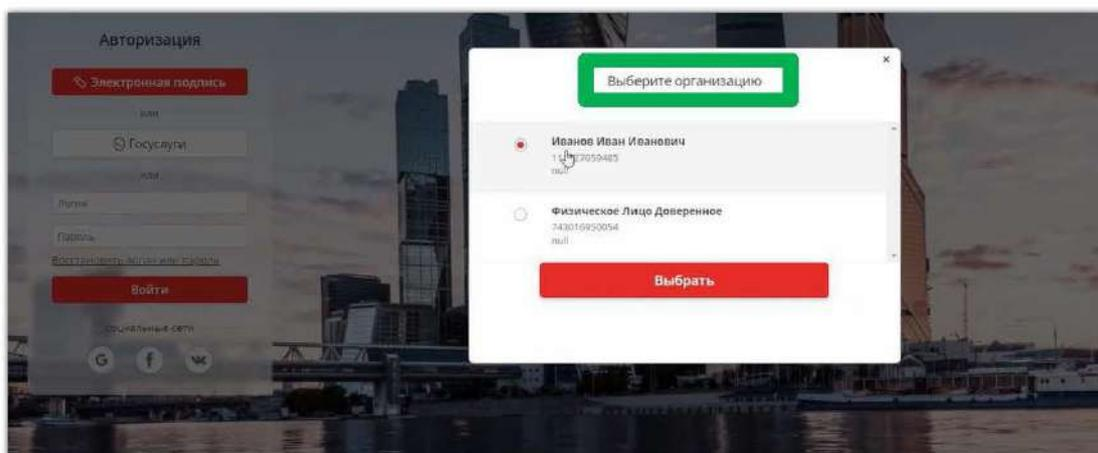 Авторизация
Электронная подпись
или
Госуслуги
или
Логин
Пароль
Восстановить логин или пароль
Войти
социальные сети
Выберите организацию
Иванов Иван Иванович
null
Физическое Лицо Доверенное
743016950054
null
Выбрать